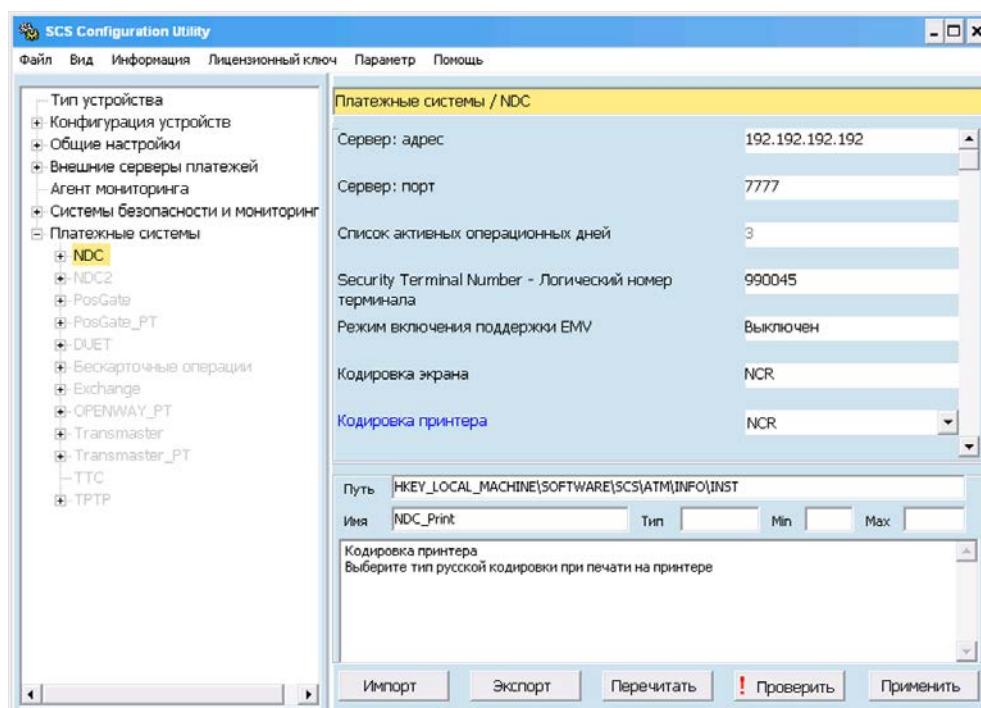 SCS Configuration Utility
Файл Вид Информация Лицензионный ключ Параметр Помощь
Тип устройства
Конфигурация устройств
Общие настройки
Внешние серверы платежей
Агент мониторинга
Системы безопасности и мониторинг
Платежные системы
NDC
NDC2
PosGate
PosGate_PT
DUET
Бескарточные операции
Exchange
OPENWAY_PT
Transmaster
Transmaster_PT
TTC
TPTP
Платежные системы / NDC
Сервер: адрес 192.192.192.192
Сервер: порт 7777
Список активных операционных дней 3
Security Terminal Number - Логический номер
терминала 990045
Режим включения поддержки EMV Выключен
Кодировка экрана NCR
Кодировка принтера NCR
Путь HKEY_LOCAL_MACHINE\SOFTWARE\SCS\ATM\INFO\INST
Имя NDC_Print Тип Min Max
Кодировка принтера
Выберите тип русской кодировки при печати на принтере
Импорт Экспорт Перечитать ! Проверить Применить